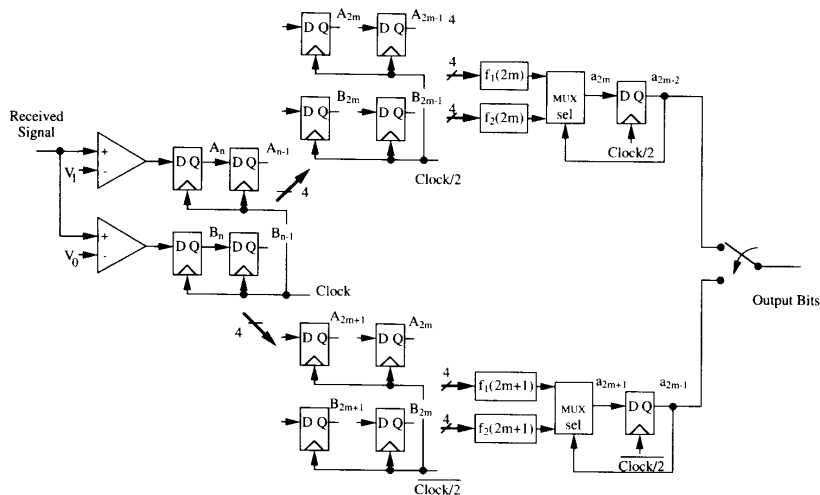 A2m
A2m-1
4
D Q
D Q
4
f1(2m)
a2m
a2m-2
B2m
B2m-1
4
MUX
sel
D Q
D Q
D Q
f2(2m)
Clock/2
Clock/2
Received
Signal
+
-
V1
An
An-1
D Q
D Q
4
+
-
V0
Bn
Bn-1
D Q
D Q
Clock
Output Bits
4
A2m+1
A2m
D Q
D Q
4
f1(2m+1)
a2m+1
a2m-1
B2m+1
B2m
4
MUX
sel
D Q
D Q
D Q
f2(2m+1)
Clock/2
Clock/2